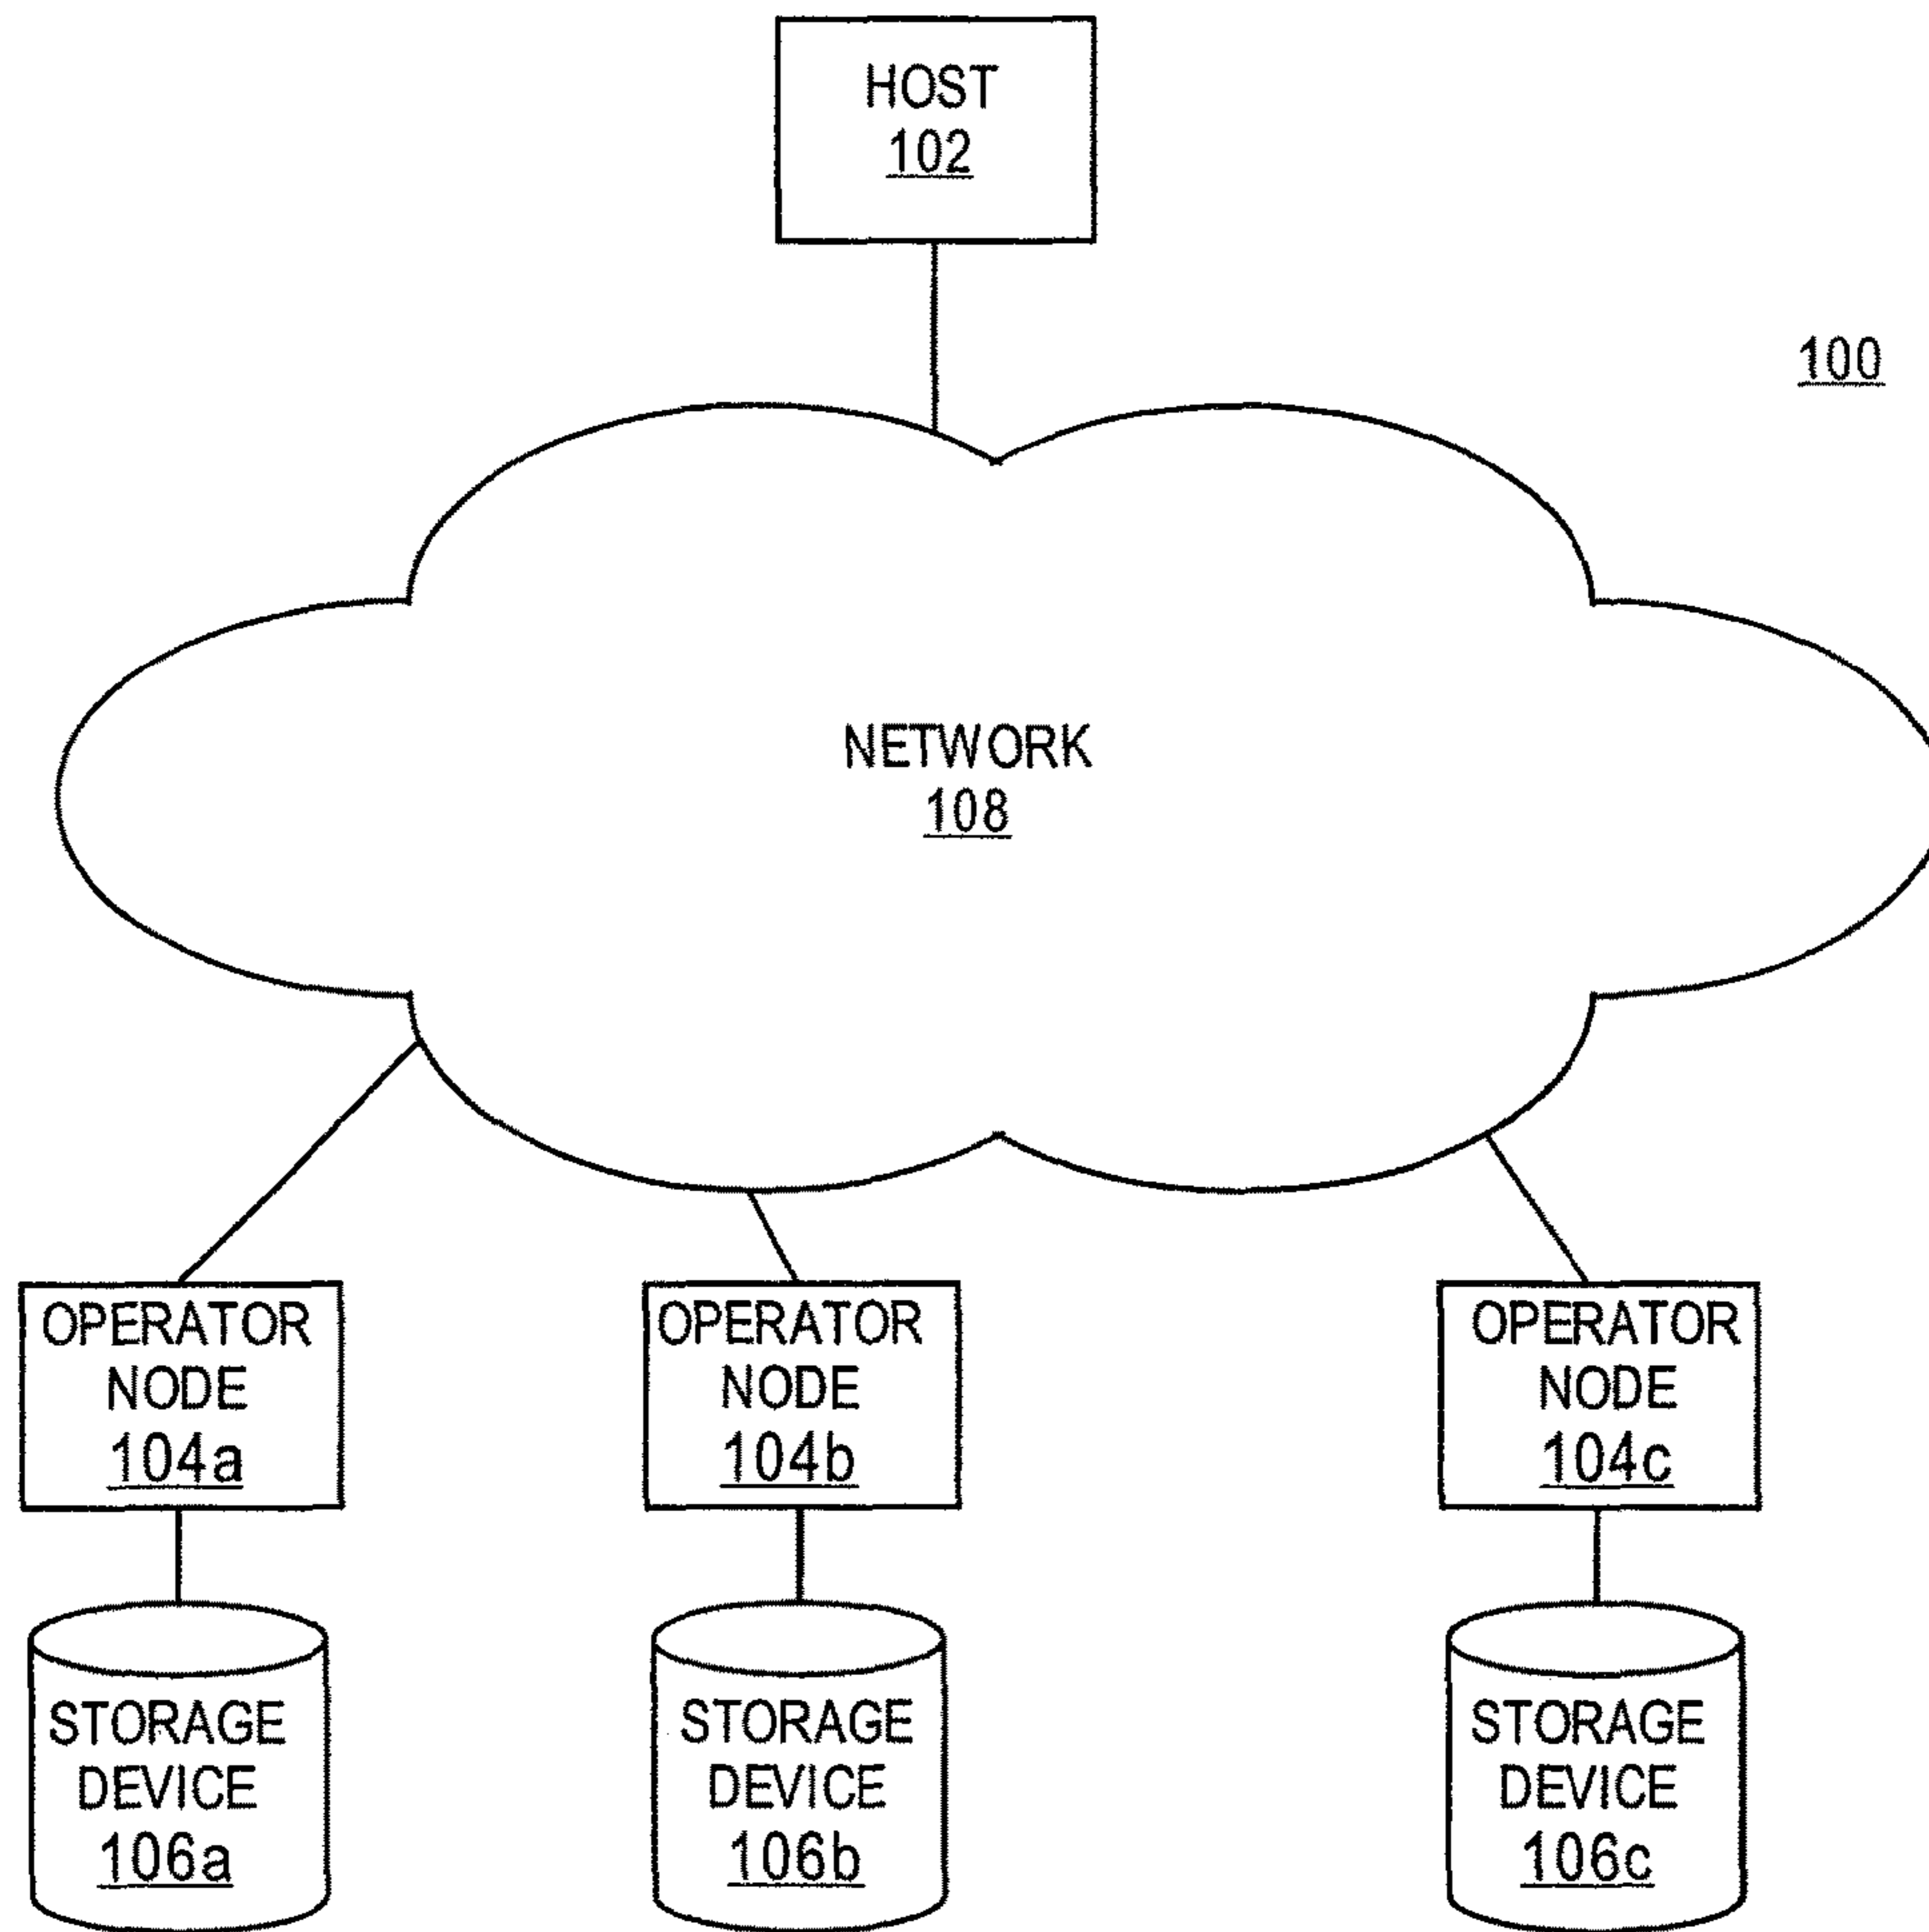 HOST
102
100
NETWORK
108
OPERATOR
NODE
104a
OPERATOR
NODE
104b
OPERATOR
NODE
104c
STORAGE
DEVICE
106a
STORAGE
DEVICE
106b
STORAGE
DEVICE
106c